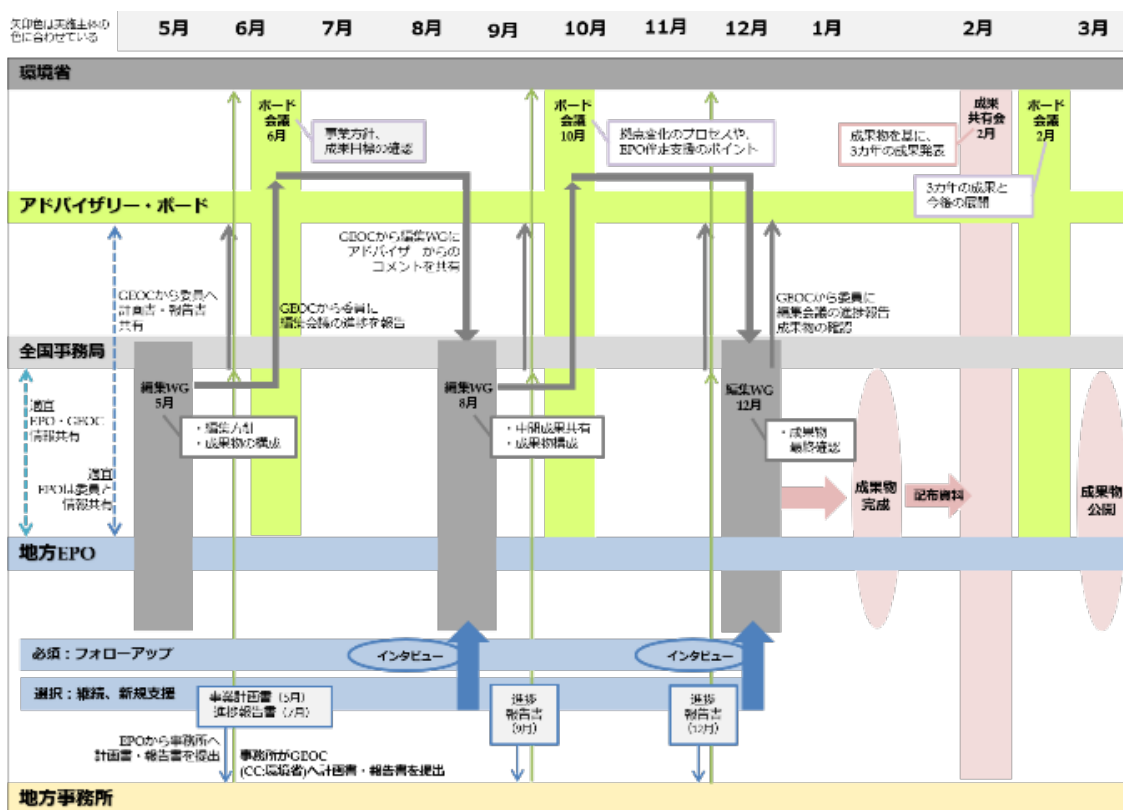 矢印色は実施主体の
色に合わせている
5月
6月
7月
8月
9月
10月
11月
12月
1月
2月
3月
環境省
ボード
会議
6月
事業方針、
成果目標の確認
ボード
会議
10月
拠点変化のプロセスや、
EPO伴走支援のポイント
成果物を基に、
3カ年の成果発表
成果
共有会
2月
ボード
会議
2月
3カ年の成果と
今後の展開
アドバイザリー・ボード
GEOCから委員へ
計画書・報告書
共有
GEOCから委員に
編集会議の進捗を報告
GEOCから編集WGに
アドバイザーからの
コメントを共有
GEOCから委員に
編集会議の進捗報告
成果物の確認
全国事務局
適宜
EPO・GEOC
情報共有
適宜
EPOは委員と
情報共有
編集WG
5月
・編集方針
・成果物の構成
編集WG
8月
・中間成果共有
・成果物構成
編集WG
12月
・成果物
最終確認
成果物
完成
配布資料
成果物
公開
地方EPO
必須：フォローアップ
インタビュー
インタビュー
選択：継続、新規支援
事業計画書（5月）
進捗報告書（7月）
進捗
報告書
(9月)
進捗
報告書
(12月)
EPOから事務所へ
計画書・報告書を提出
事務所がGEOC
(CC:環境省)へ計画書・報告書を提出
地方事務所